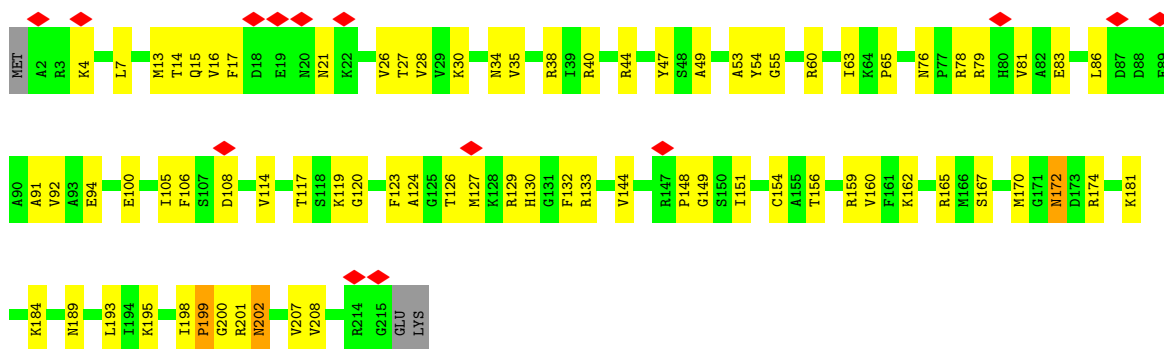 MET A2 R3 K4 L7 M13 T14 Q15 V16 F17 D18 E19 N20 N21 K22 V26 T27 V28 V29 K30 N34 V35 R38 I39 R40 R44 Y47 S48 A49 A53 Y54 G55 R60 I63 K64 P65 N76 P77 R78 R79 H80 V81 A82 E83 L86 D87 D88 E89
A90 A91 V92 A93 E94 E100 I105 F106 S107 D108 V114 T117 S118 K119 G120 F123 A124 G125 T126 M127 K128 R129 H130 G131 F132 R133 V144 R147 P148 G149 S150 I151 C154 A155 T156 R159 V160 F161 K162 R165 M166 S167 M170 G171 N172 D173 R174 K181
K184 N189 L193 I194 K195 I198 P199 G200 R201 N202 V207 V208 R214 G215 GLU LYS